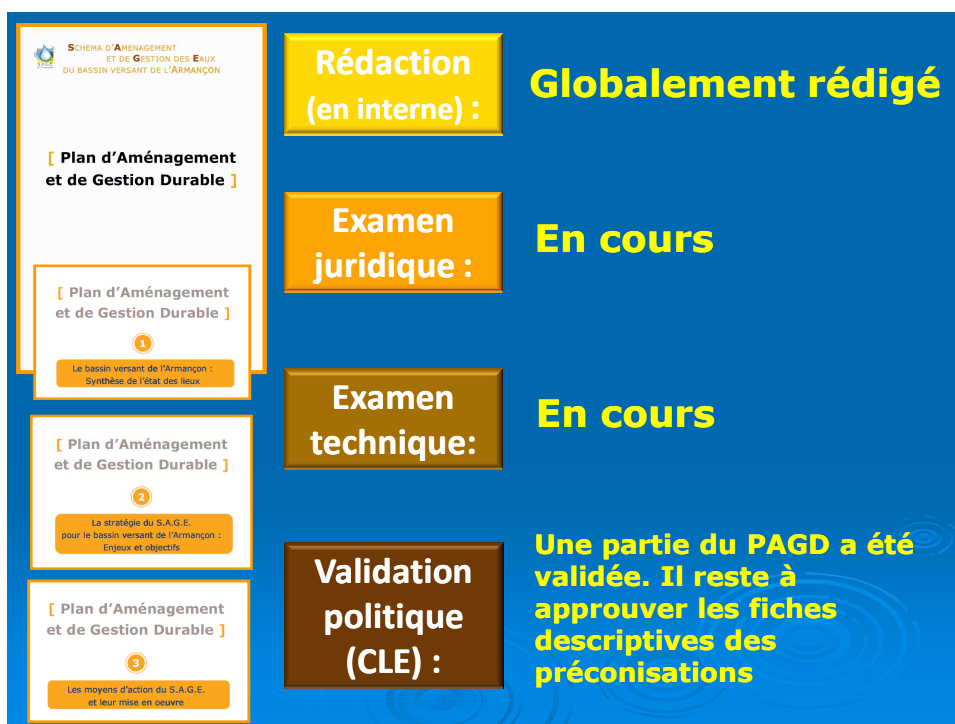 SCHEMA D'AMENAGEMENT
ET DE GESTION DES EAUX
DU BASSIN VERSANT DE L'ARMANÇON
SAGE
[ Plan d'Aménagement
et de Gestion Durable ]
[ Plan d'Aménagement
et de Gestion Durable ]
1
Le bassin versant de l'Armançon :
Synthèse de l'état des lieux
[ Plan d'Aménagement
et de Gestion Durable ]
2
La stratégie du S.A.G.E.
pour le bassin versant de l'Armançon :
Enjeux et objectifs
[ Plan d'Aménagement
et de Gestion Durable ]
3
Les moyens d'action du S.A.G.E.
et leur mise en oeuvre
Rédaction
(en interne) :
Globalement rédigé
Examen
juridique :
En cours
Examen
technique:
En cours
Validation
politique
(CLE) :
Une partie du PAGD a été
validée. Il reste à
approuver les fiches
descriptives des
préconisations